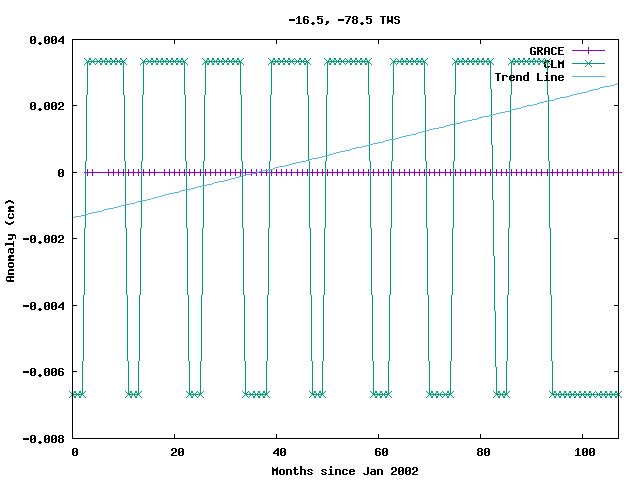 -16.5, -78.5 TWS
GRACE
CLM
Trend Line
0.004
0.002
0
-0.002
-0.004
-0.006
-0.008
Anomaly (cm)
0 20 40 60 80 100
Months since Jan 2002